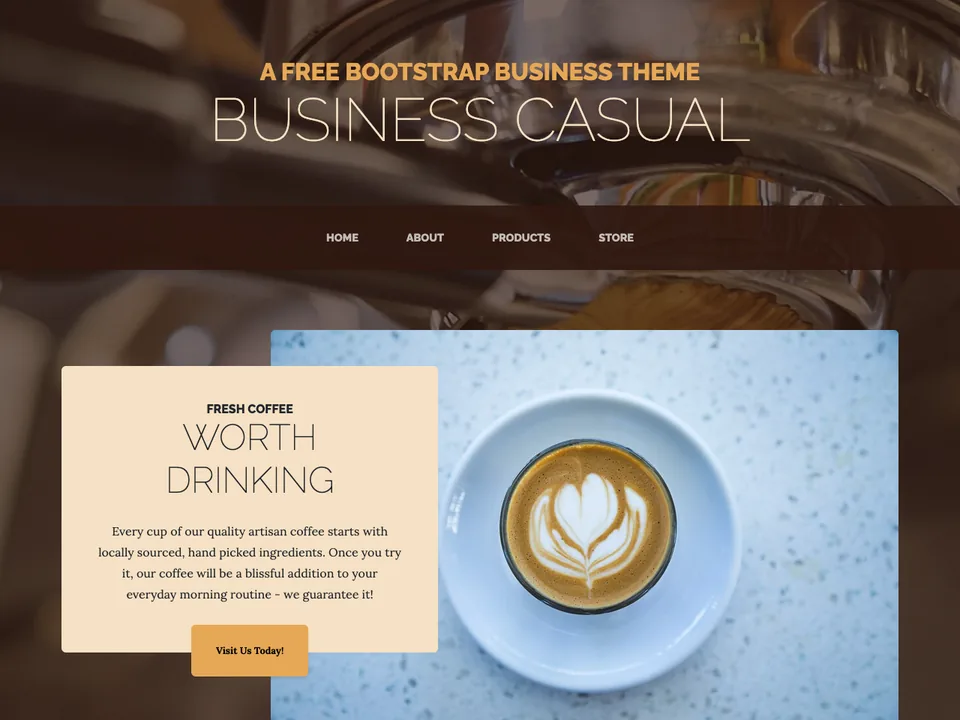 A FREE BOOTSTRAP BUSINESS THEME
BUSINESS CASUAL
HOME ABOUT PRODUCTS STORE
FRESH COFFEE
WORTH
DRINKING
Every cup of our quality artisan coffee starts with
locally sourced, hand picked ingredients. Once you try
it, our coffee will be a blissful addition to your
everyday morning routine - we guarantee it!
Visit Us Today!